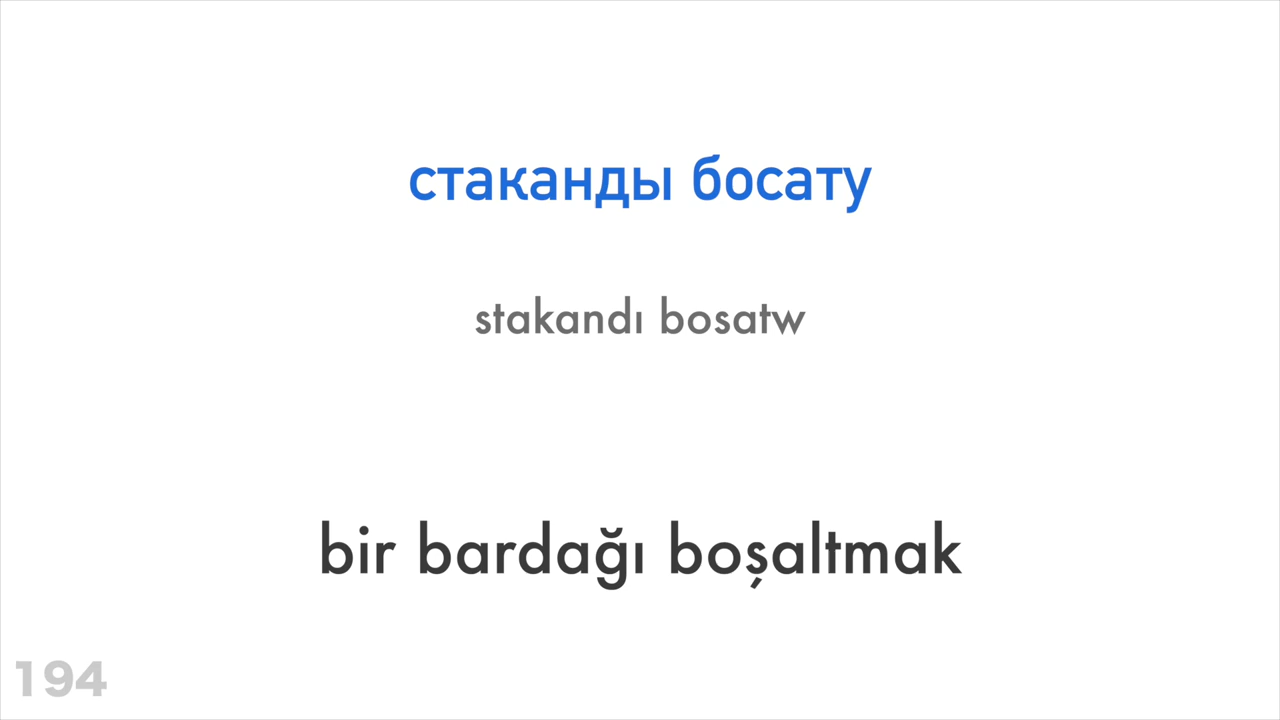 стаканды босату
stakandı bosatw
bir bardağı boşaltmak
194